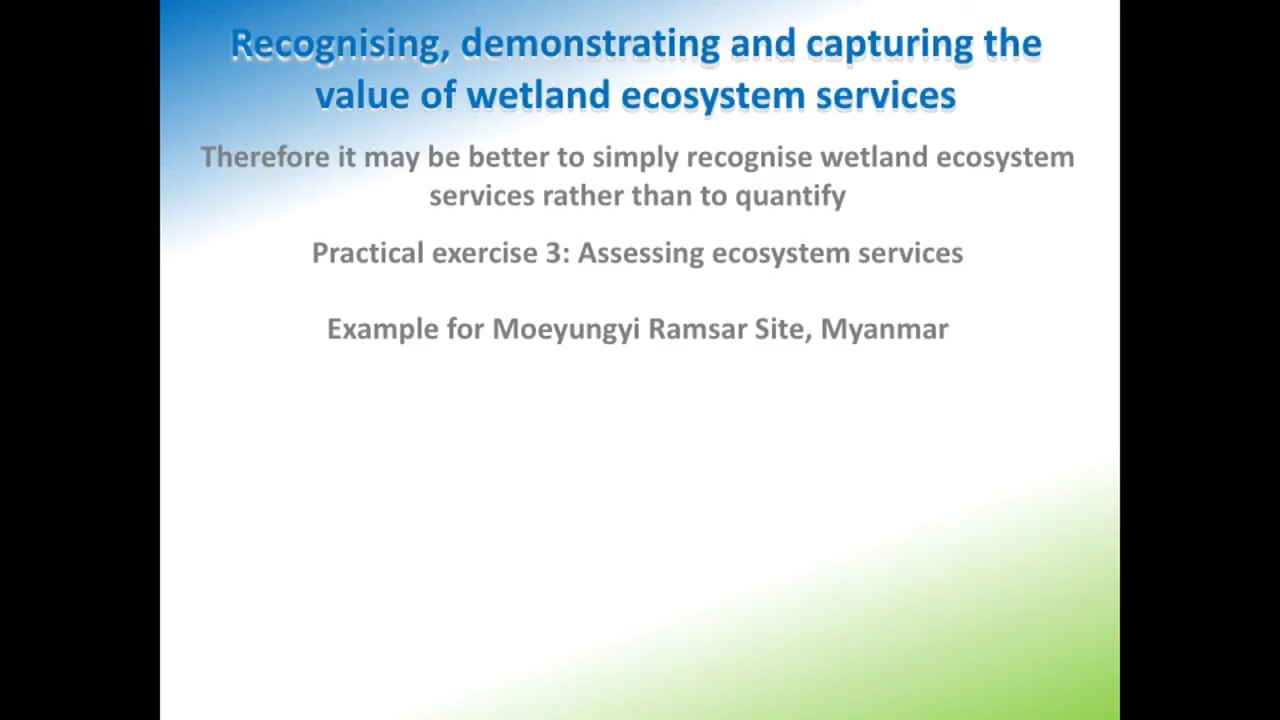 Recognising, demonstrating and capturing the
value of wetland ecosystem services
Therefore it may be better to simply recognise wetland ecosystem
services rather than to quantify
Practical exercise 3: Assessing ecosystem services
Example for Moeyungyi Ramsar Site, Myanmar